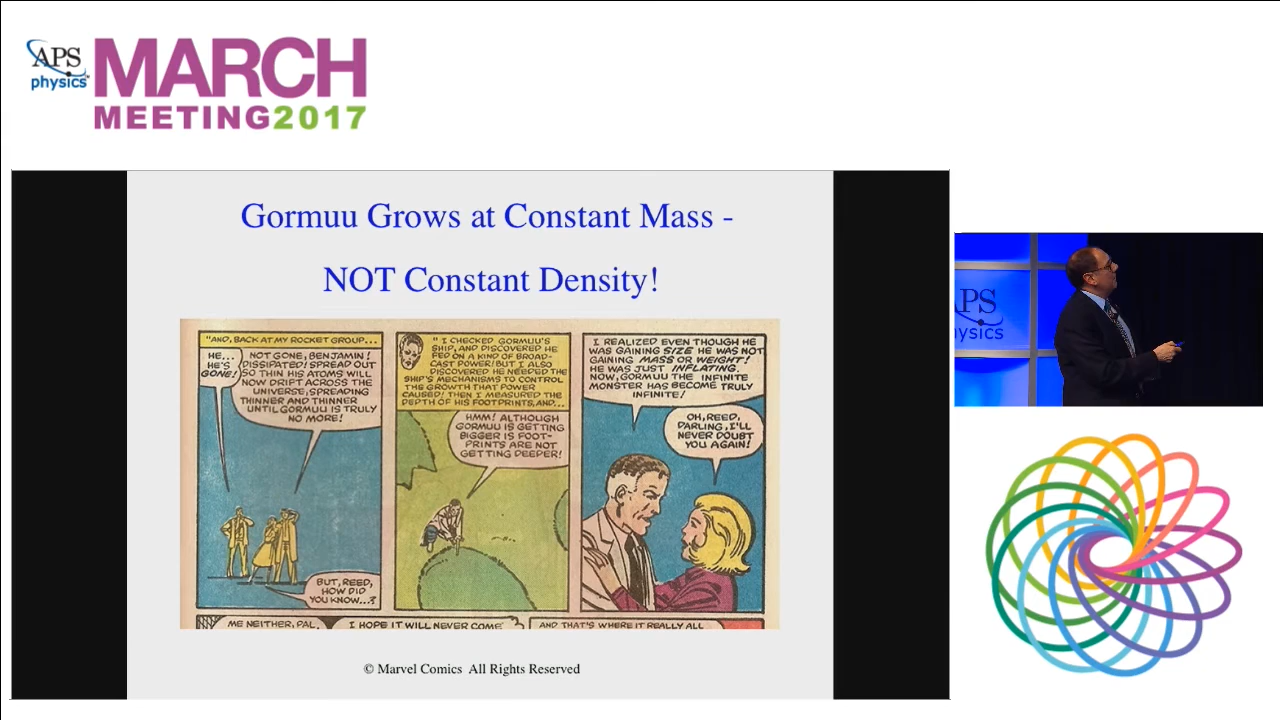 APS
physics
MARCH
MEETING2017
Gormuu Grows at Constant Mass -
NOT Constant Density!
"AND, BACK AT MY ROCKET GROUP...
HE...
HE'S
GONE!
NOT GONE, BENJAMIN!
DISSIPATED! SPREAD OUT
SO THIN HIS ATOMS WILL
NOW DRIFT ACROSS THE
UNIVERSE, SPREADING
THINNER AND THINNER
UNTIL GORMUU IS TRULY
NO MORE!
BUT, REED,
HOW DID
YOU KNOW...?
"I CHECKED GORMUU'S
SHIP, AND DISCOVERED HE
FED ON A KIND OF BROAD-
CAST POWER! BUT I ALSO
DISCOVERED HE NEEDED THE
SHIP'S MECHANISMS TO CONTROL
THE GROWTH THAT POWER
CAUSED! THEN I MEASURED THE
DEPTH OF HIS FOOTPRINTS, AND...
HMM! ALTHOUGH
GORMUU IS GETTING
BIGGER IS FOOT-
PRINTS ARE NOT
GETTING DEEPER!
I REALIZED EVEN THOUGH HE
WAS GAINING SIZE HE WAS NOT
GAINING MASS OR WEIGHT!
HE WAS JUST INFLATING.
NOW, GORMUU THE INFINITE
MONSTER HAS BECOME TRULY
INFINITE!
OH, REED,
DARLING, I'LL
NEVER DOUBT
YOU AGAIN!
ME NEITHER, PAL,
I HOPE IT WILL NEVER COME
AND THAT'S WHERE IT REALLY ALL
© Marvel Comics All Rights Reserved
APS
ysics